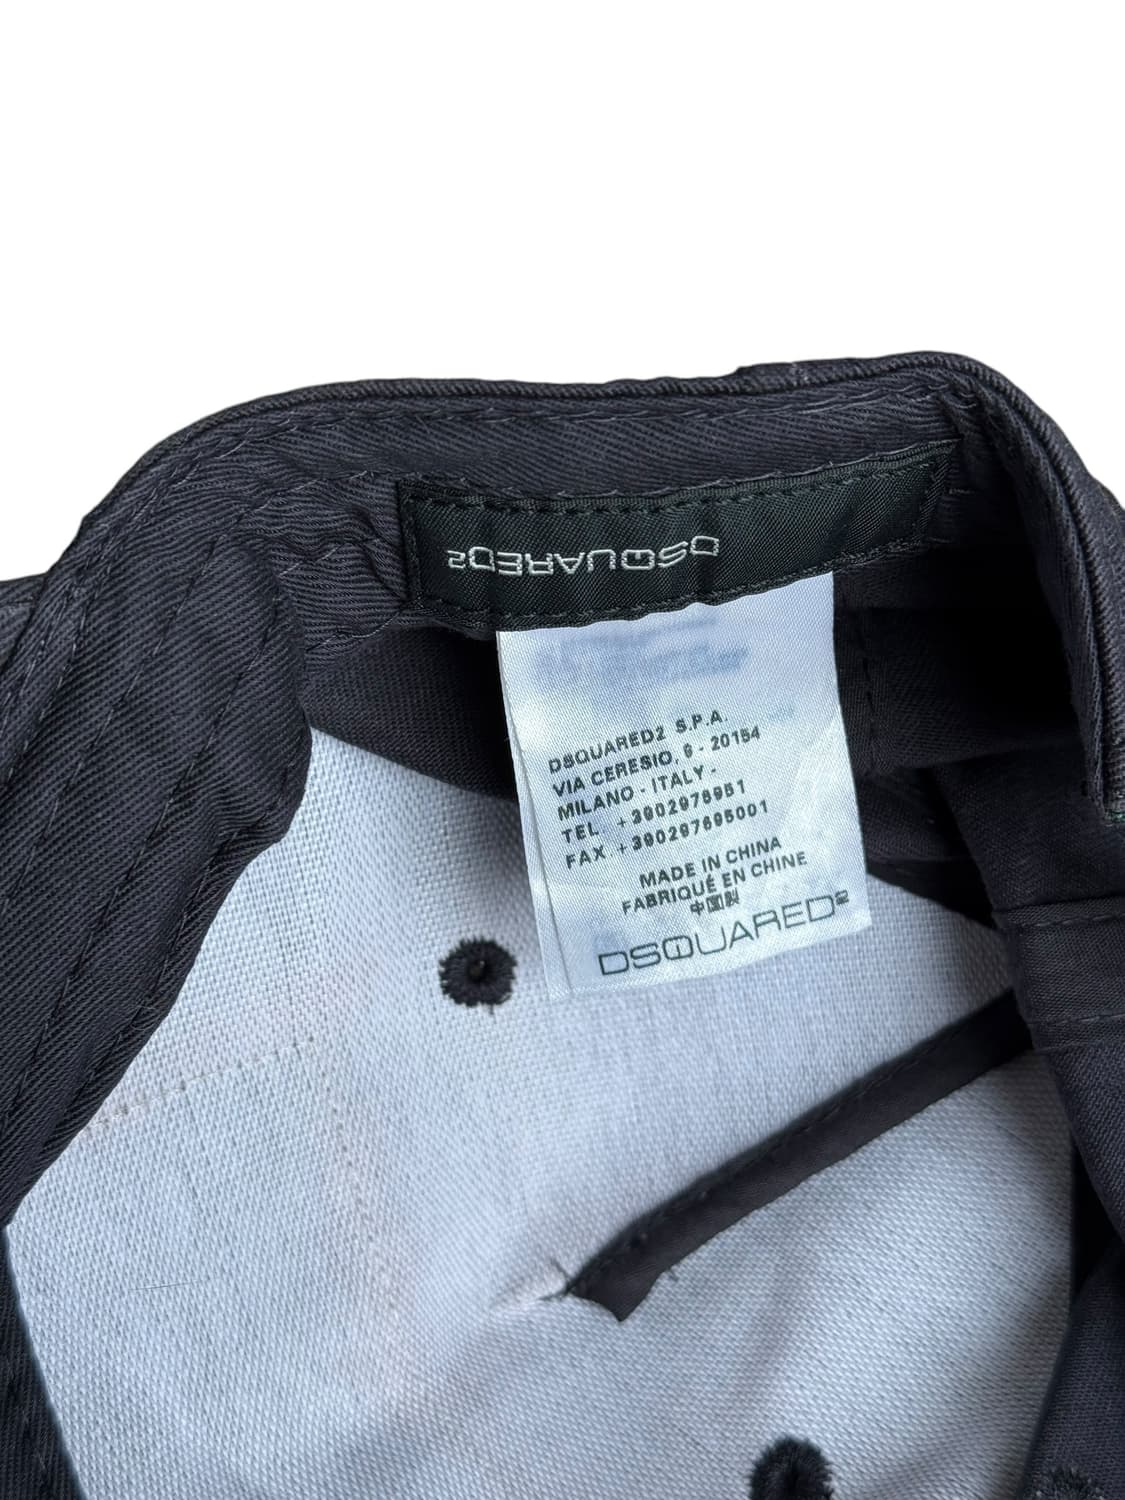 DSQUARED2
DSQUARED2 S.P.A.
VIA CERESIO, 9 - 20154
MILANO - ITALY -
TEL. +3902976951
FAX +390297695001
MADE IN CHINA
FABRIQUÉ EN CHINE
中国製
DSQUARED2